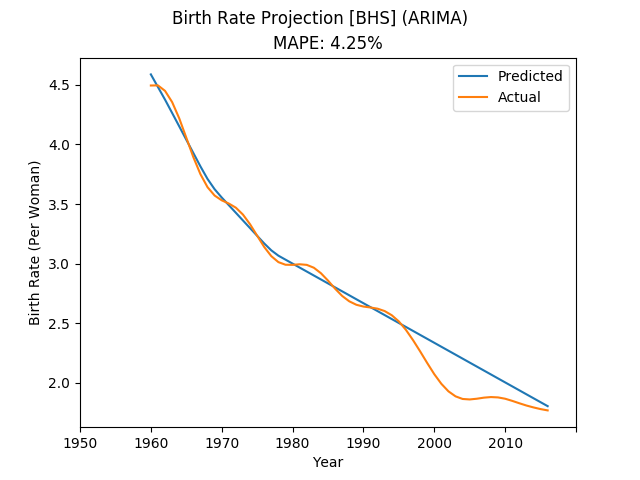 Birth Rate Projection [BHS] (ARIMA)
MAPE: 4.25%
Predicted
Actual
Birth Rate (Per Woman)
4.5
4.0
3.5
3.0
2.5
2.0
1950 1960 1970 1980 1990 2000 2010
Year